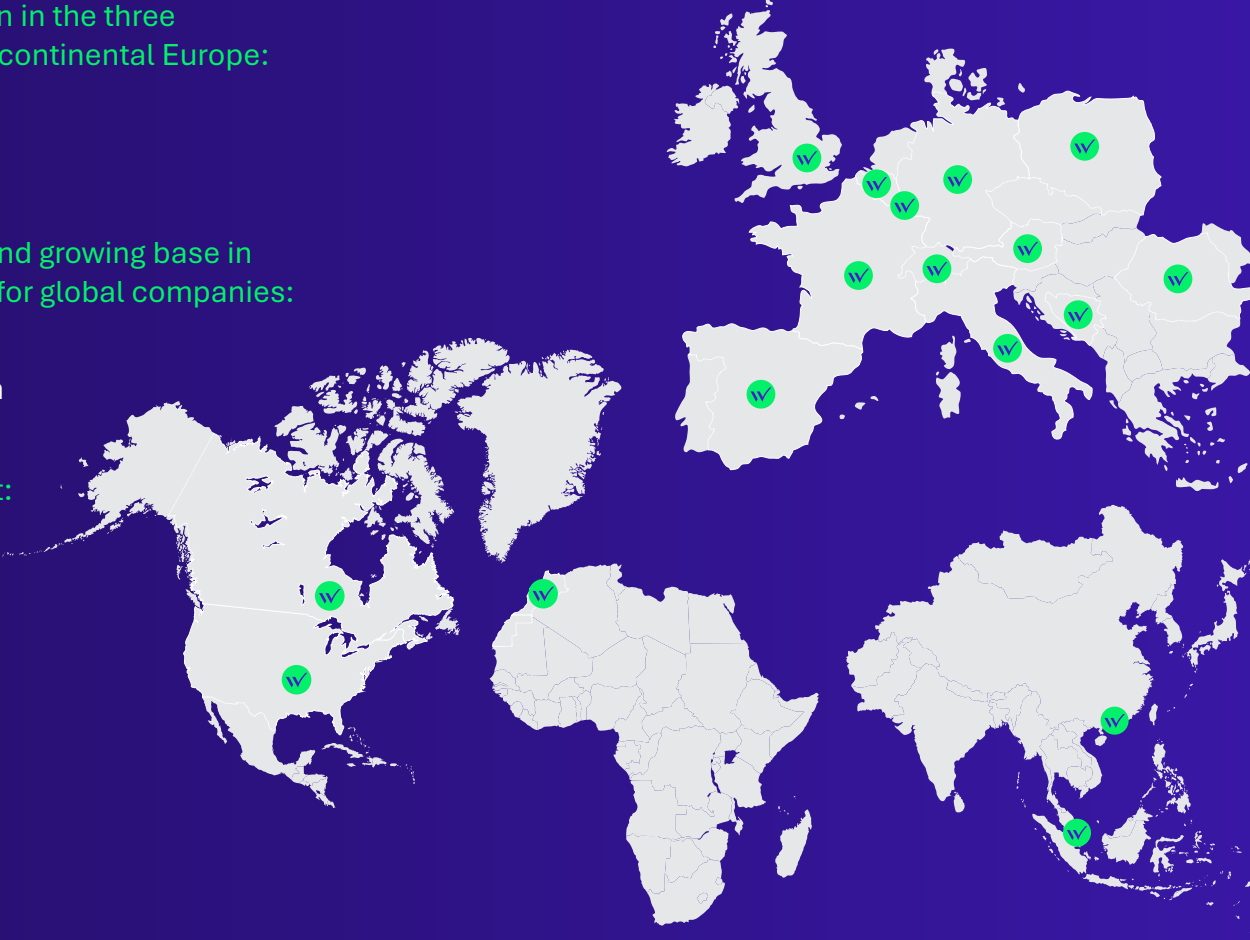 n in the three
continental Europe:
nd growing base in
for global companies:
t: